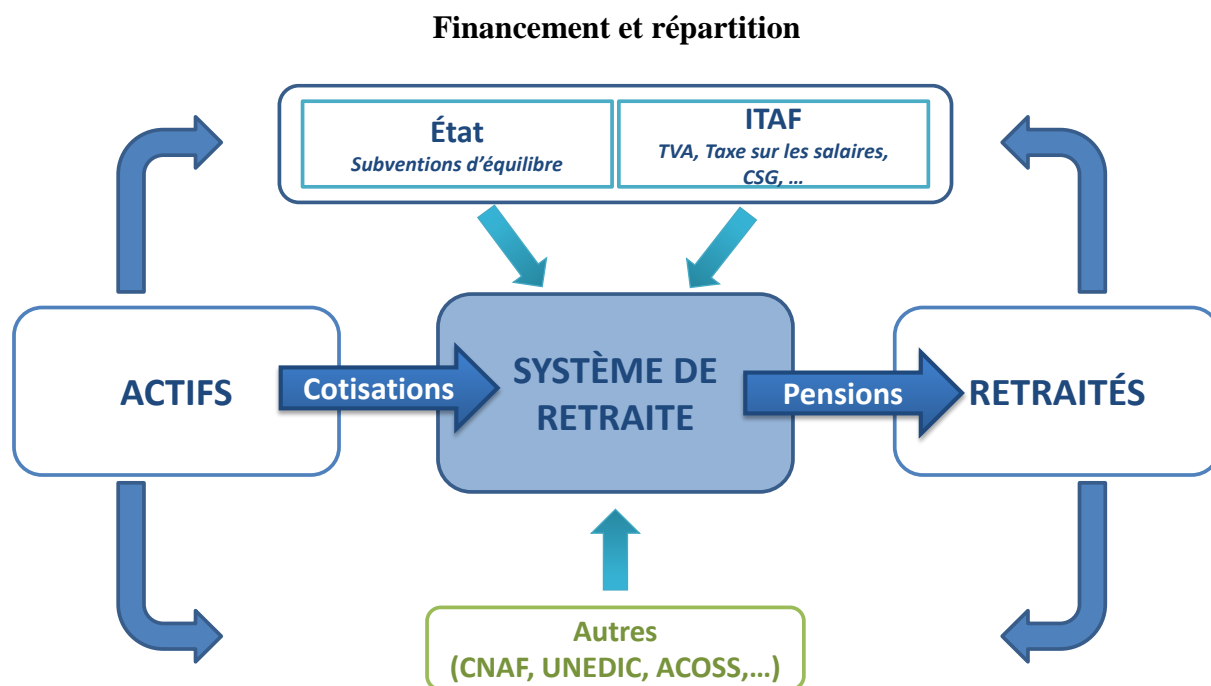 Financement et répartition
État
Subventions d'équilibre
ITAF
TVA, Taxe sur les salaires,
CSG, ...
ACTIFS
Cotisations
SYSTÈME DE
RETRAITE
Pensions
RETRAITÉS
Autres
(CNAF, UNEDIC, ACOSS,...)